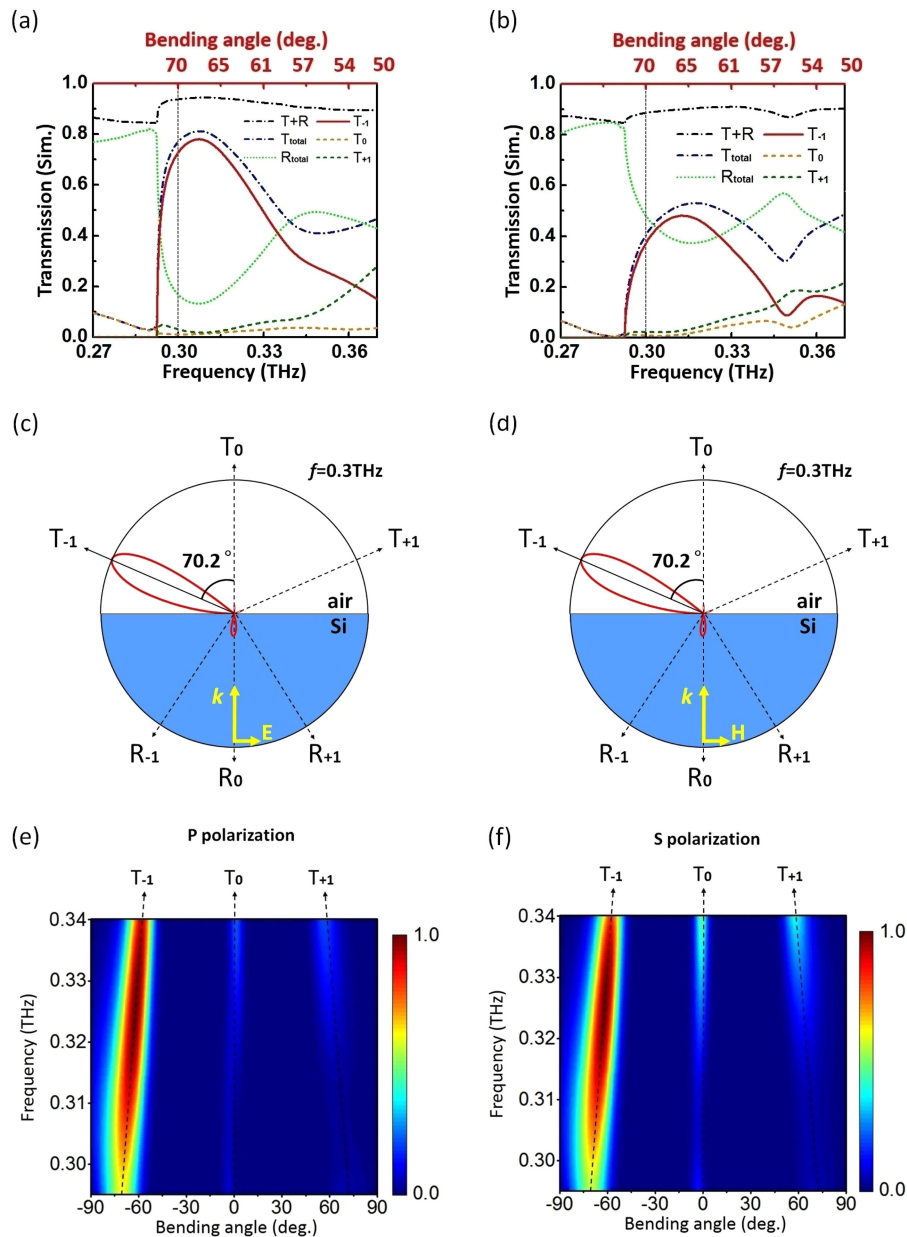 (a)
Bending angle (deg.)
70 65 61 57 54 50
1.0
0.8
0.6
0.4
0.2
0.0
Transmission (Sim.)
T+R T-1
Ttotal T0
Rtotal T+1
0.27 0.30 0.33 0.36
Frequency (THz)
(b)
Bending angle (deg.)
70 65 61 57 54 50
1.0
0.8
0.6
0.4
0.2
0.0
Transmission (Sim.)
T+R T-1
Ttotal T0
Rtotal T+1
0.27 0.30 0.33 0.36
Frequency (THz)
(c)
T0
f=0.3THz
T-1
T+1
70.2°
air
Si
k
E
R-1
R+1
R0
(d)
T0
f=0.3THz
T-1
T+1
70.2°
air
Si
k
H
R-1
R+1
R0
(e)
P polarization
T-1 T0 T+1
0.34
0.33
0.32
0.31
0.30
Frequency (THz)
1.0
0.0
-90 -60 -30 0 30 60 90
Bending angle (deg.)
(f)
S polarization
T-1 T0 T+1
0.34
0.33
0.32
0.31
0.30
Frequency (THz)
1.0
0.0
-90 -60 -30 0 30 60 90
Bending angle (deg.)